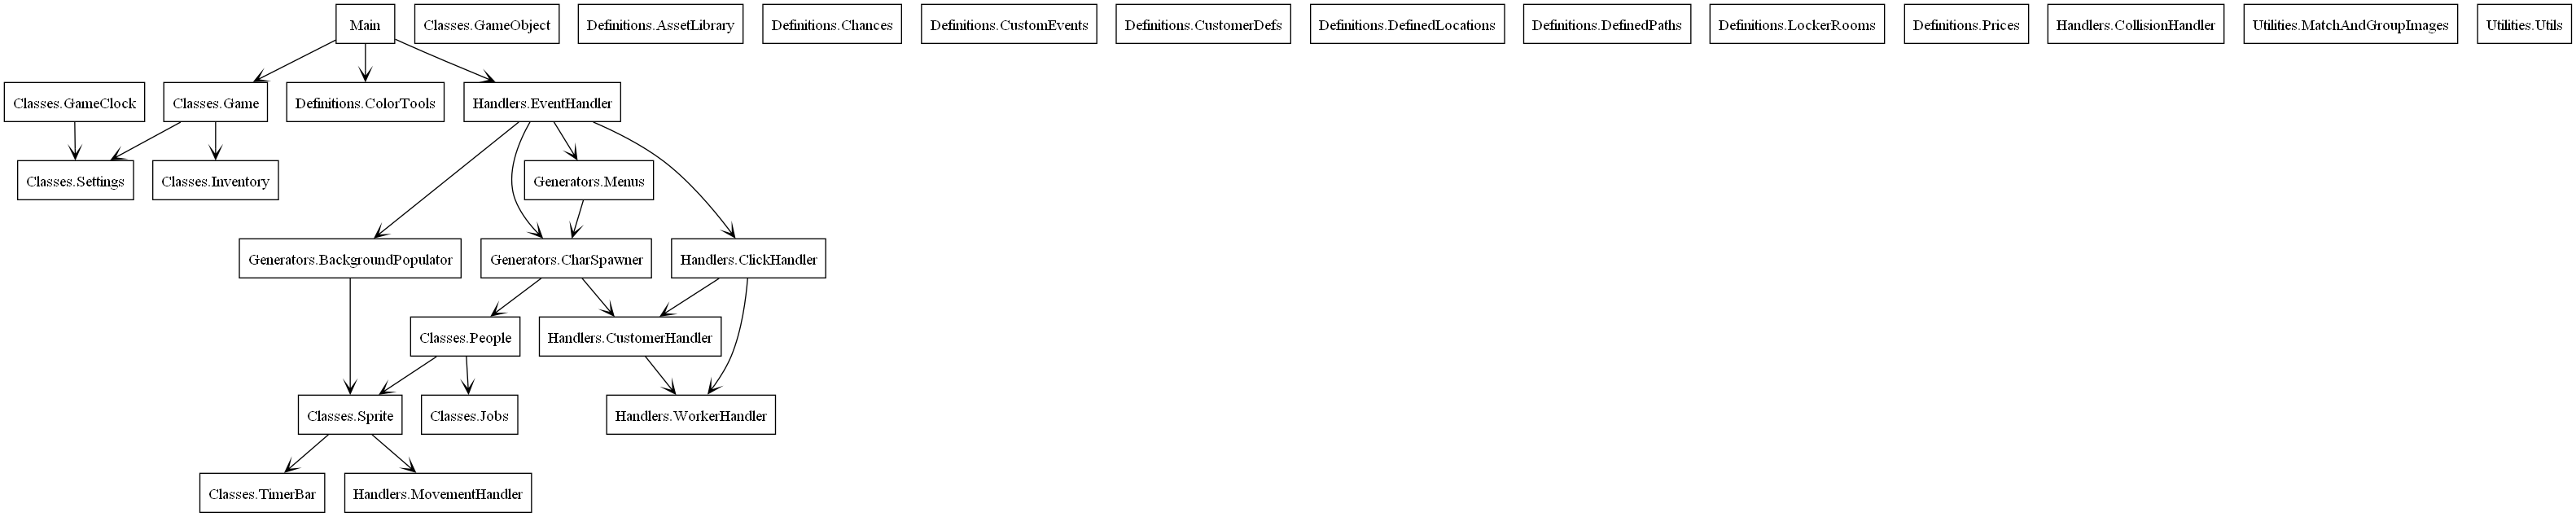 Main
Classes.GameObject
Definitions.AssetLibrary
Definitions.Chances
Definitions.CustomEvents
Definitions.CustomerDefs
Definitions.DefinedLocations
Definitions.DefinedPaths
Definitions.LockerRooms
Definitions.Prices
Handlers.CollisionHandler
Utilities.MatchAndGroupImages
Utilities.Utils
Classes.GameClock
Classes.Game
Definitions.ColorTools
Handlers.EventHandler
Classes.Settings
Classes.Inventory
Generators.Menus
Generators.BackgroundPopulator
Generators.CharSpawner
Handlers.ClickHandler
Classes.People
Handlers.CustomerHandler
Classes.Sprite
Classes.Jobs
Handlers.WorkerHandler
Classes.TimerBar
Handlers.MovementHandler